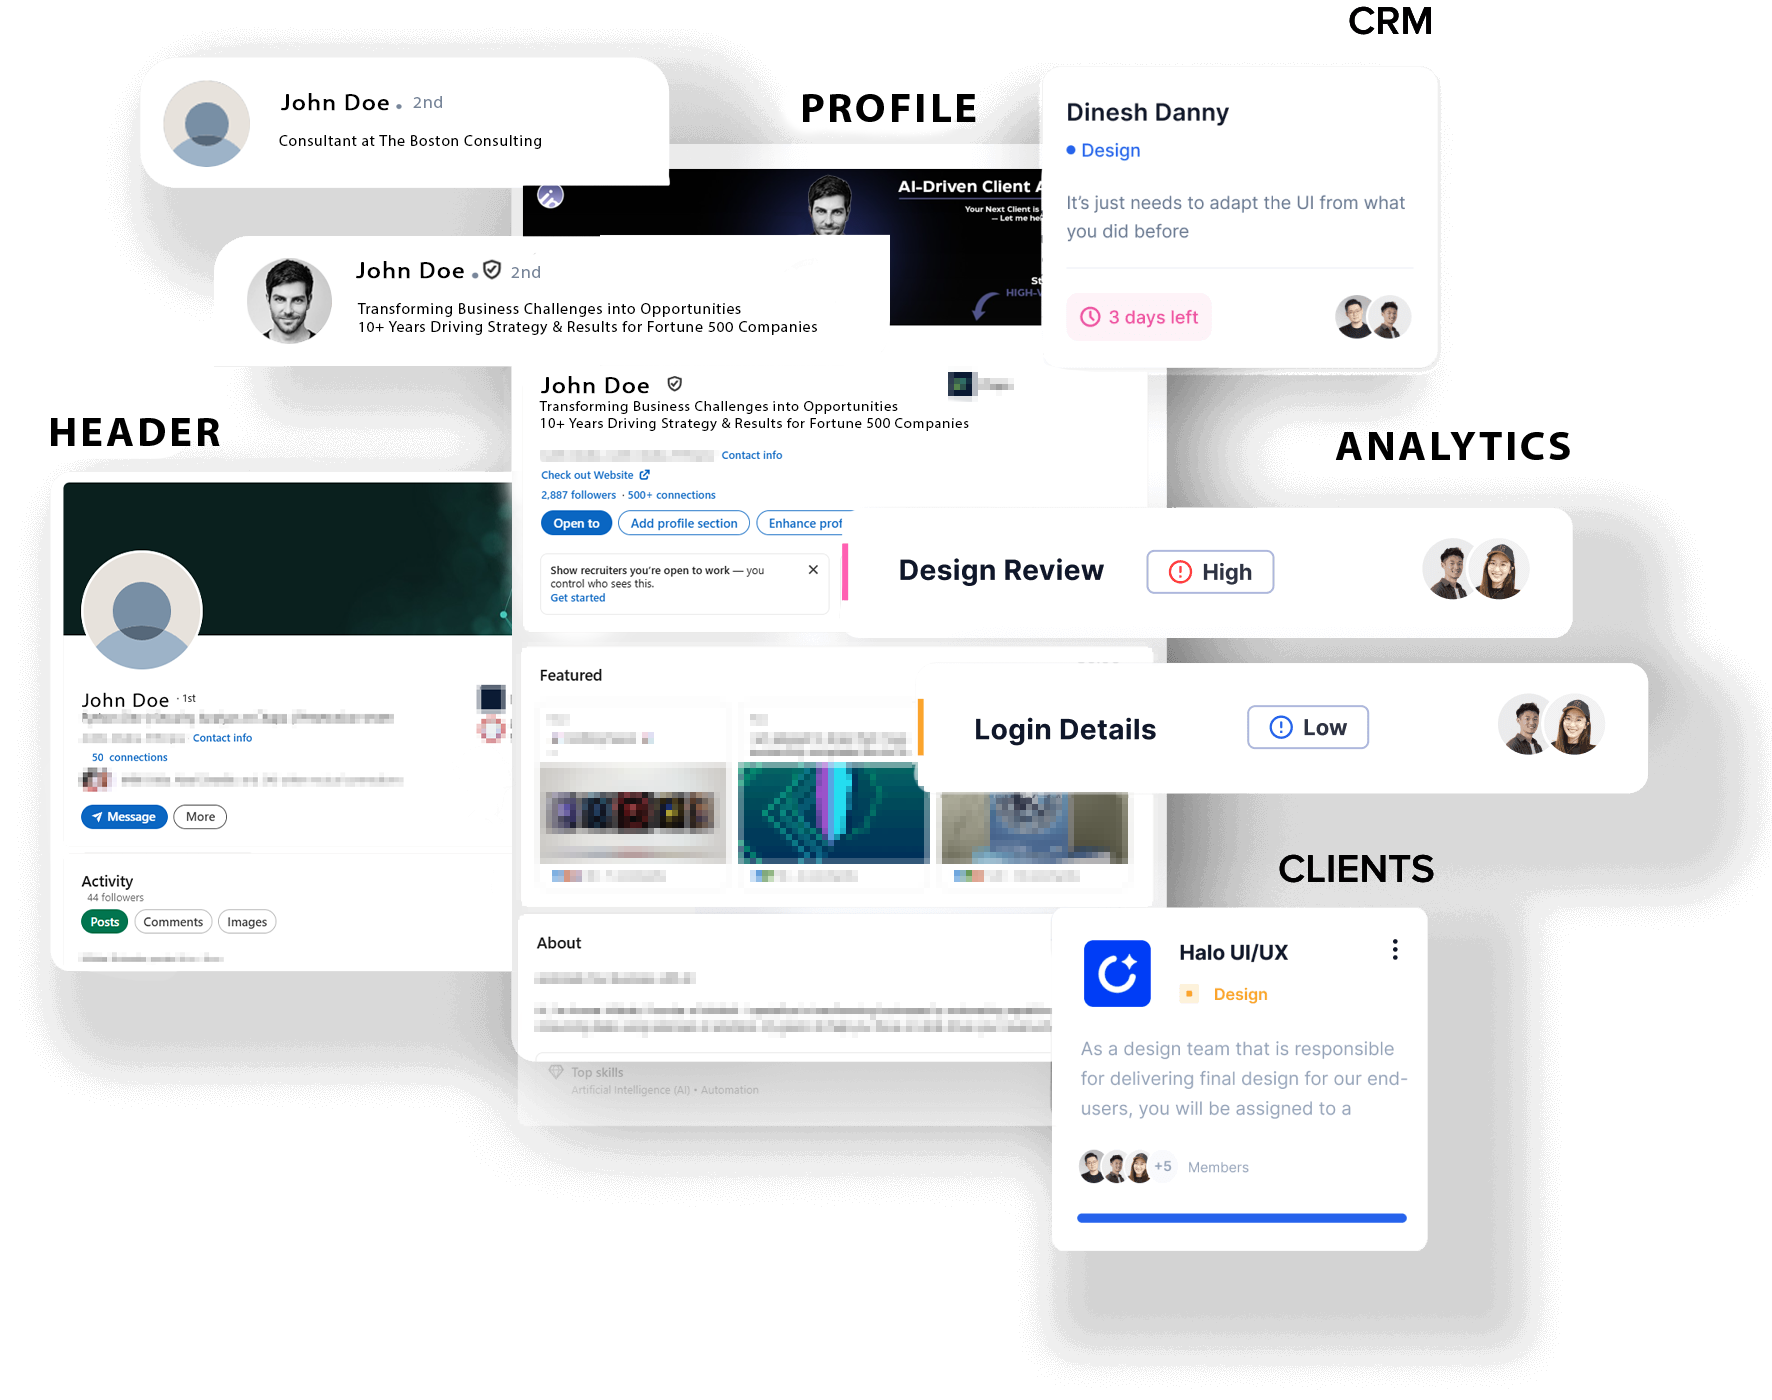 CRM
John Doe • 2nd
Consultant at The Boston Consulting
PROFILE
Dinesh Danny
Design
It's just needs to adapt the UI from what
you did before
3 days left
AI-Driven Client A
Your Next Client is
— Let me he
St
HIGH-V
John Doe • 2nd
Transforming Business Challenges into Opportunities
10+ Years Driving Strategy & Results for Fortune 500 Companies
John Doe
Transforming Business Challenges into Opportunities
10+ Years Driving Strategy & Results for Fortune 500 Companies
Contact info
Check out Website
2,887 followers · 500+ connections
Open to
Add profile section
Enhance prof
Show recruiters you're open to work — you
control who sees this.
Get started
HEADER
John Doe · 1st
Contact info
50 connections
Message
More
Activity
44 followers
Posts
Comments
Images
ANALYTICS
Design Review
High
Login Details
Low
Featured
About
Top skills
Artificial Intelligence (AI) • Automation
CLIENTS
Halo UI/UX
Design
As a design team that is responsible
for delivering final design for our end-
users, you will be assigned to a
+5 Members